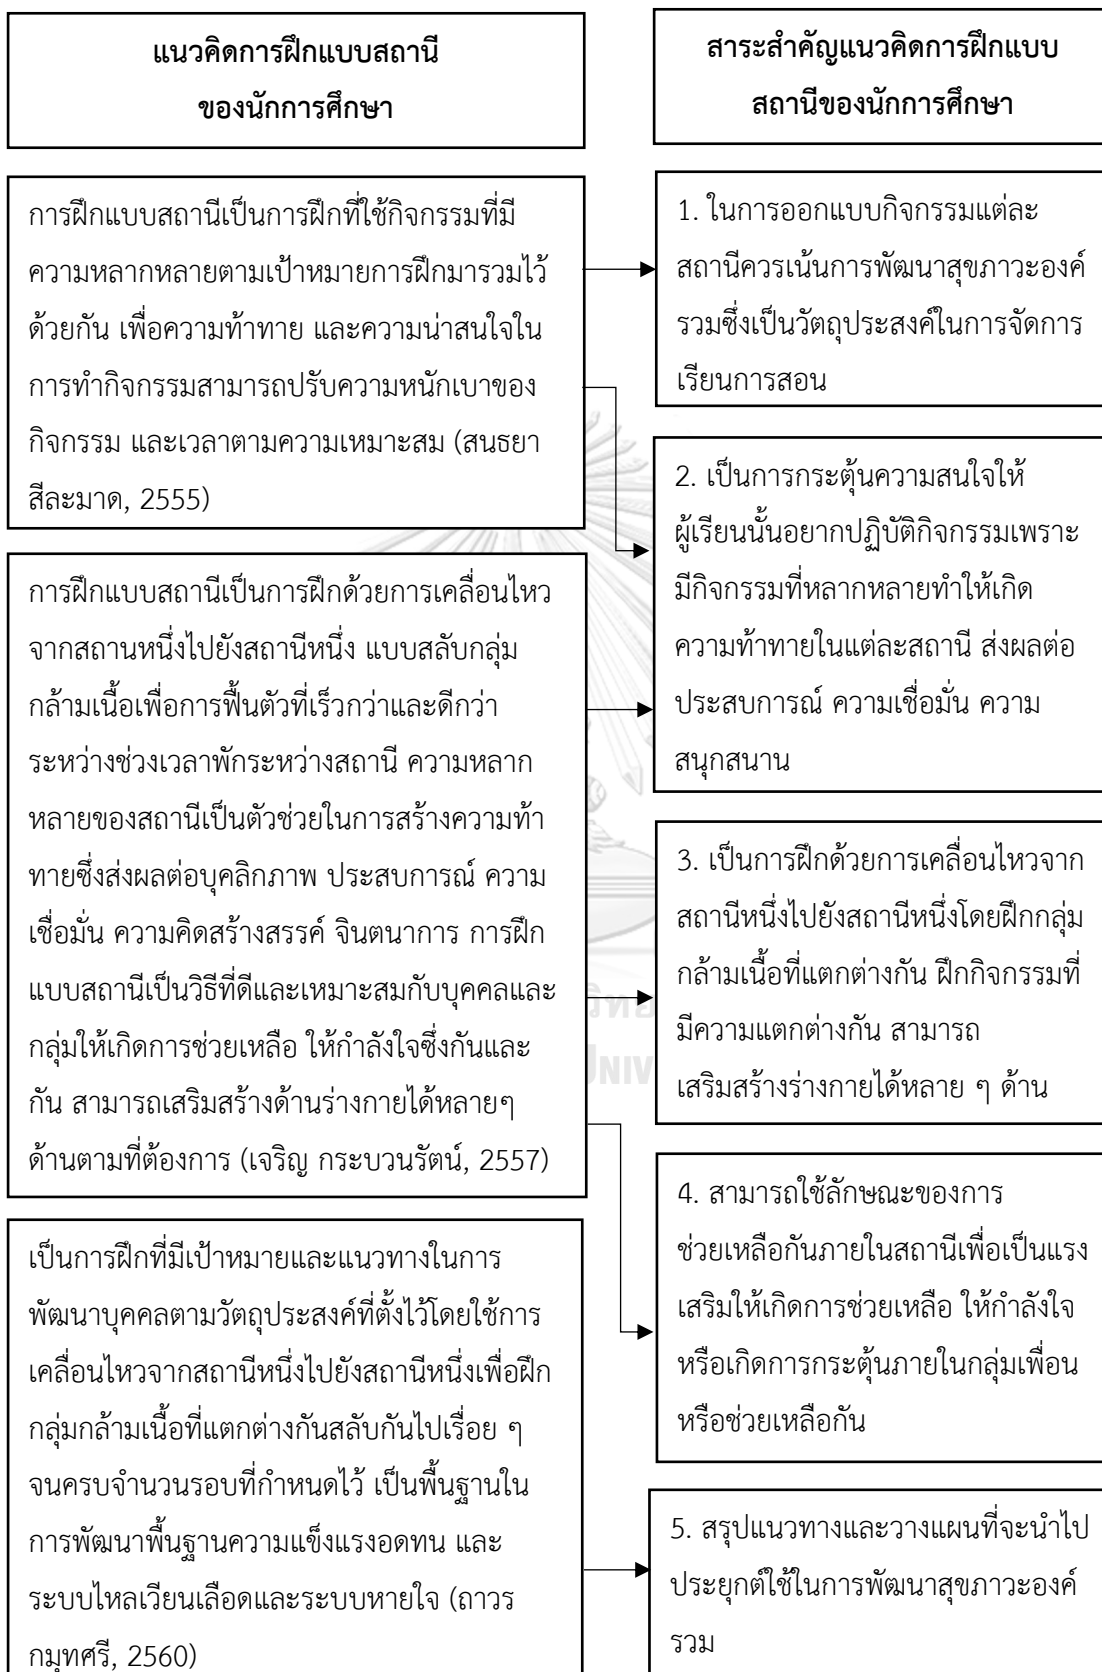 แนวคิดการฝึกแบบสถานี
ของนักการศึกษา
สาระสำคัญแนวคิดการฝึกแบบ
สถานีของนักการศึกษา
การฝึกแบบสถานีเป็นการฝึกที่ใช้กิจกรรมที่มี
ความหลากหลายตามเป้าหมายการฝึกมารวมไว้
ด้วยกัน เพื่อความท้าทาย และความน่าสนใจใน
การทำกิจกรรมสามารถปรับความหนักเบาของ
กิจกรรม และเวลาตามความเหมาะสม (สนธยา
สีละมาด, 2555)
การฝึกแบบสถานีเป็นการฝึกด้วยการเคลื่อนไหว
จากสถานหนึ่งไปยังสถานีหนึ่ง แบบสลับกลุ่ม
กล้ามเนื้อเพื่อการฟื้นตัวที่เร็วกว่าและดีกว่า
ระหว่างช่วงเวลาพักระหว่างสถานี ความหลาก
หลายของสถานีเป็นตัวช่วยในการสร้างความท้า
ทายซึ่งส่งผลต่อบุคลิกภาพ ประสบการณ์ ความ
เชื่อมั่น ความคิดสร้างสรรค์ จินตนาการ การฝึก
แบบสถานีเป็นวิธีที่ดีและเหมาะสมกับบุคคลและ
กลุ่มให้เกิดการช่วยเหลือ ให้กำลังใจซึ่งกันและ
กัน สามารถเสริมสร้างด้านร่างกายได้หลายๆ
ด้านตามที่ต้องการ (เจริญ กระบวนรัตน์, 2557)
เป็นการฝึกที่มีเป้าหมายและแนวทางในการ
พัฒนาบุคคลตามวัตถุประสงค์ที่ตั้งไว้โดยใช้การ
เคลื่อนไหวจากสถานีหนึ่งไปยังสถานีหนึ่งเพื่อฝึก
กลุ่มกล้ามเนื้อที่แตกต่างกันสลับกันไปเรื่อย ๆ
จนครบจำนวนรอบที่กำหนดไว้ เป็นพื้นฐานใน
การพัฒนาพื้นฐานความแข็งแรงอดทน และ
ระบบไหลเวียนเลือดและระบบหายใจ (ถาวร
กมุทศรี, 2560)
1. ในการออกแบบกิจกรรมแต่ละ
สถานีควรเน้นการพัฒนาสุขภาวะองค์
รวมซึ่งเป็นวัตถุประสงค์ในการจัดการ
เรียนการสอน
2. เป็นการกระตุ้นความสนใจให้
ผู้เรียนนั้นอยากปฏิบัติกิจกรรมเพราะ
มีกิจกรรมที่หลากหลายทำให้เกิด
ความท้าทายในแต่ละสถานี ส่งผลต่อ
ประสบการณ์ ความเชื่อมั่น ความ
สนุกสนาน
3. เป็นการฝึกด้วยการเคลื่อนไหวจาก
สถานีหนึ่งไปยังสถานีหนึ่งโดยฝึกกลุ่ม
กล้ามเนื้อที่แตกต่างกัน ฝึกกิจกรรมที่
มีความแตกต่างกัน สามารถ
เสริมสร้างร่างกายได้หลาย ๆ ด้าน
4. สามารถใช้ลักษณะของการ
ช่วยเหลือกันภายในสถานีเพื่อเป็นแรง
เสริมให้เกิดการช่วยเหลือ ให้กำลังใจ
หรือเกิดการกระตุ้นภายในกลุ่มเพื่อน
หรือช่วยเหลือกัน
5. สรุปแนวทางและวางแผนที่จะนำไป
ประยุกต์ใช้ในการพัฒนาสุขภาวะองค์
รวม